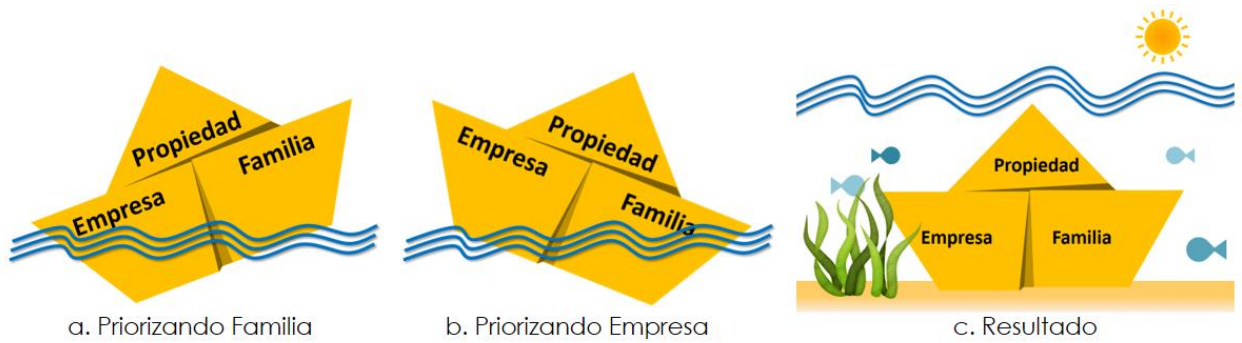 Propiedad
Familia
Empresa
a. Priorizando Familia
Empresa
Propiedad
Familia
b. Priorizando Empresa
Propiedad
Empresa
Familia
c. Resultado